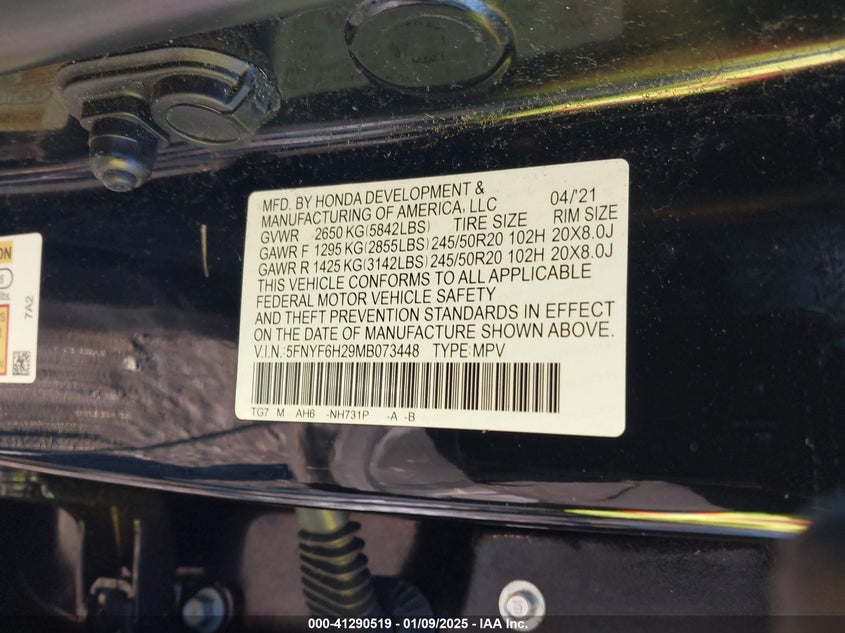 MFD. BY HONDA DEVELOPMENT & 04/'21
MANUFACTURING OF AMERICA, LLC
GVWR 2650 KG(5842LBS) TIRE SIZE RIM SIZE
GAWR F 1295 KG(2855LBS) 245/50R20 102H 20X8.0J
GAWR R 1425 KG(3142LBS) 245/50R20 102H 20X8.0J
THIS VEHICLE CONFORMS TO ALL APPLICABLE
FEDERAL MOTOR VEHICLE SAFETY
AND THEFT PREVENTION STANDARDS IN EFFECT
ON THE DATE OF MANUFACTURE SHOWN ABOVE.
V.I.N.: 5FNYF6H29MB073448 TYPE: MPV
TG7 M AH6 -NH731P -A -B
ON
lbs.
7A2
000-41290519 - 01/09/2025 - IAA Inc.